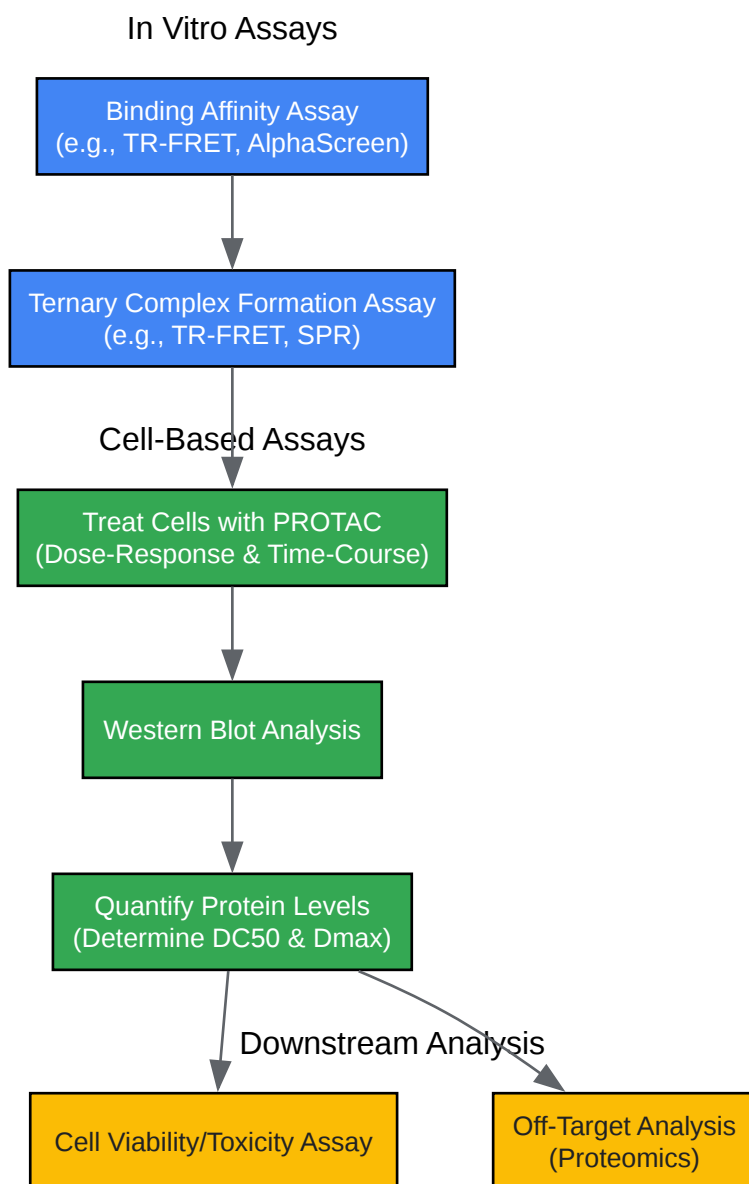 In Vitro Assays
Binding Affinity Assay
(e.g., TR-FRET, AlphaScreen)
Ternary Complex Formation Assay
(e.g., TR-FRET, SPR)
Cell-Based Assays
Treat Cells with PROTAC
(Dose-Response & Time-Course)
Western Blot Analysis
Quantify Protein Levels
(Determine DC50 & Dmax)
Downstream Analysis
Cell Viability/Toxicity Assay
Off-Target Analysis
(Proteomics)